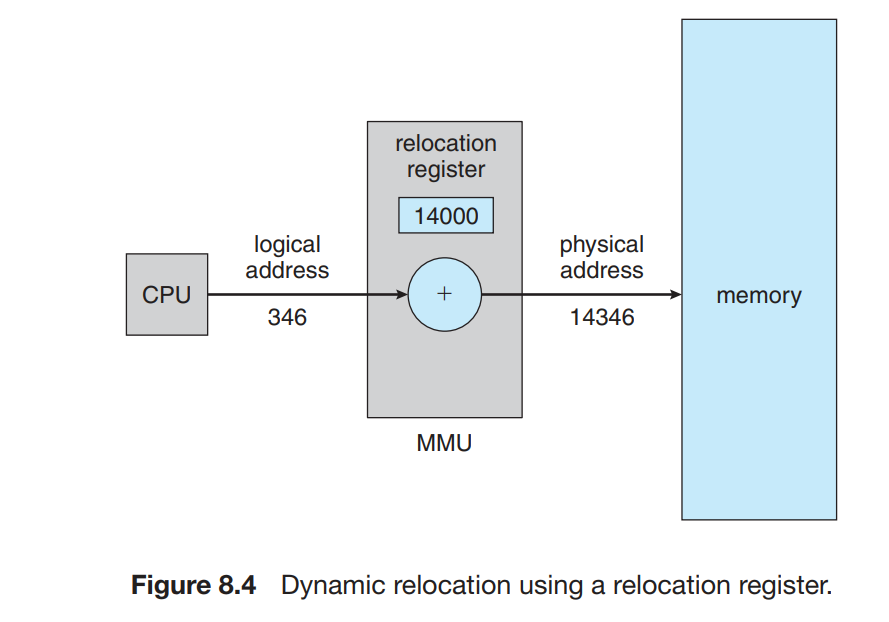 relocation
register
14000
logical
address
physical
address
CPU
+
memory
346
14346
MMU
Figure 8.4 Dynamic relocation using a relocation register.